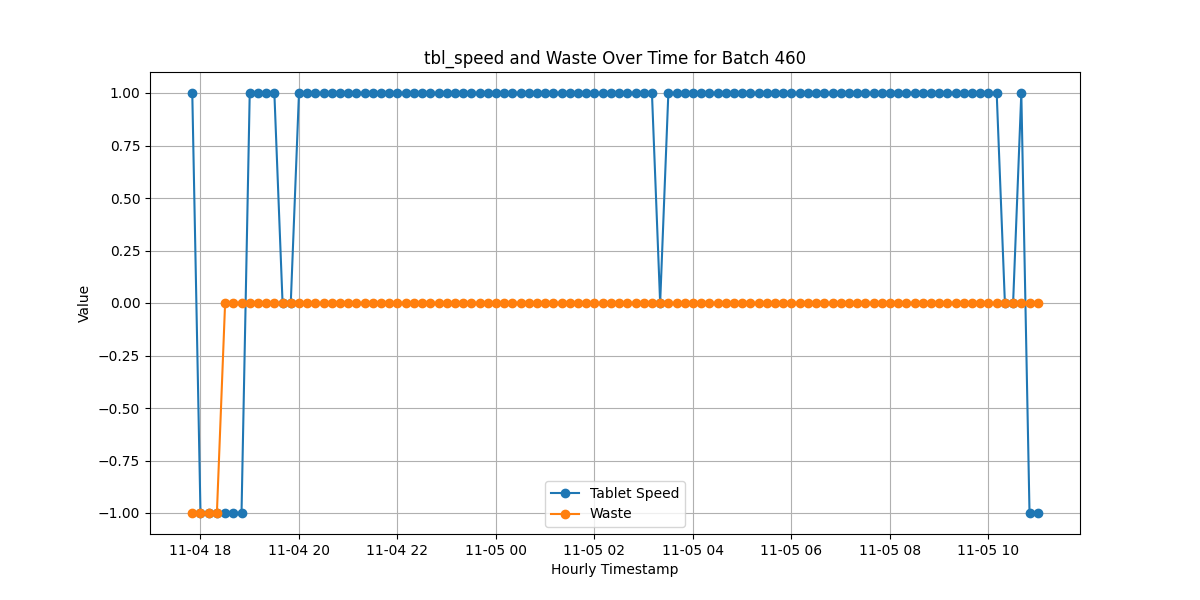 tbl_speed and Waste Over Time for Batch 460
Value
1.00
0.75
0.50
0.25
0.00
−0.25
−0.50
−0.75
−1.00
Tablet Speed
Waste
11-04 18 11-04 20 11-04 22 11-05 00 11-05 02 11-05 04 11-05 06 11-05 08 11-05 10
Hourly Timestamp